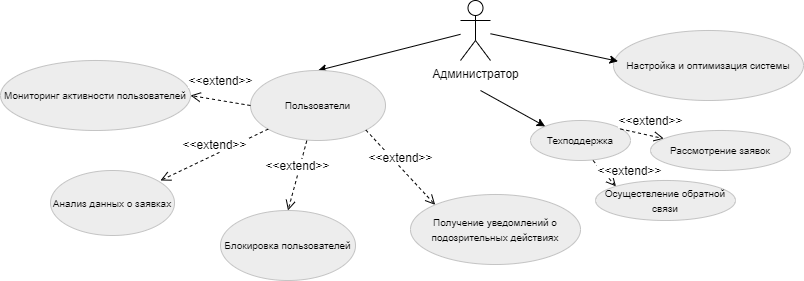 Администратор
Настройка и оптимизация системы
<<extend>>
Мониторинг активности пользователей
Пользователи
<<extend>>
Техподдержка
<<extend>>
Рассмотрение заявок
<<extend>>
<<extend>>
<<extend>>
<<extend>>
Осуществление обратной
связи
Анализ данных о заявках
Получение уведомлений о
подозрительных действиях
Блокировка пользователей